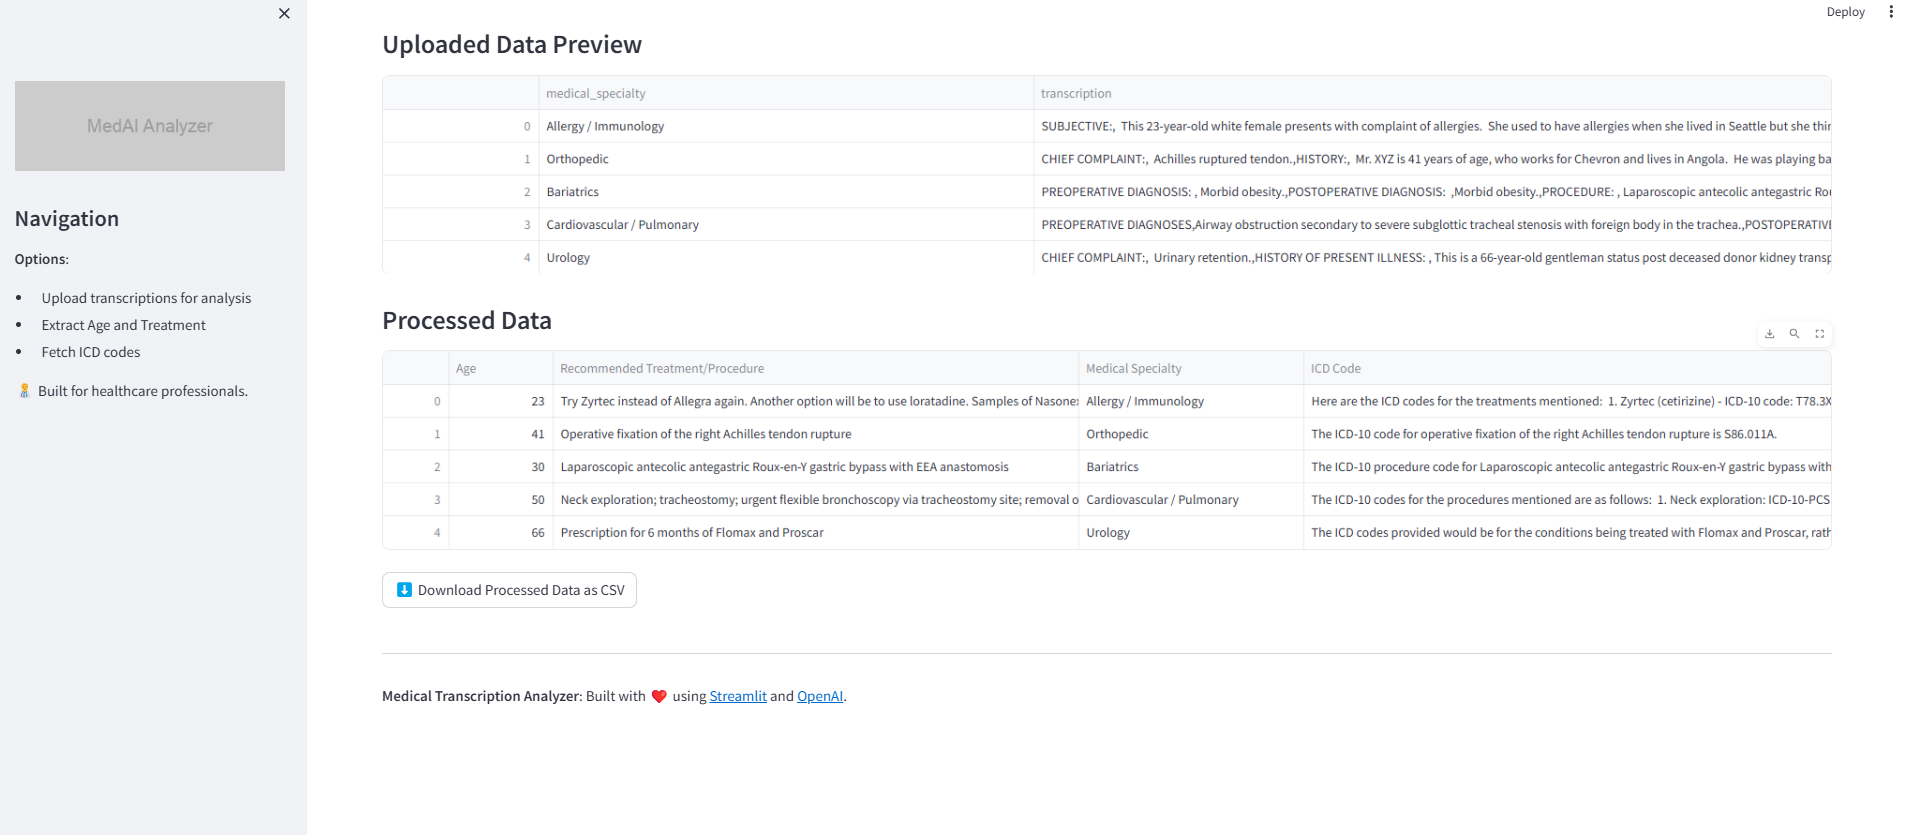 Deploy
MedAI Analyzer
Navigation
Options:
• Upload transcriptions for analysis
• Extract Age and Treatment
• Fetch ICD codes
Built for healthcare professionals.
Uploaded Data Preview
medical_specialty transcription
0 Allergy / Immunology SUBJECTIVE:,  This 23-year-old white female presents with complaint of allergies.  She used to have allergies when she lived in Seattle but she thir
1 Orthopedic CHIEF COMPLAINT:,  Achilles ruptured tendon.,HISTORY:,  Mr. XYZ is 41 years of age, who works for Chevron and lives in Angola.  He was playing ba
2 Bariatrics PREOPERATIVE DIAGNOSIS: , Morbid obesity.,POSTOPERATIVE DIAGNOSIS:  ,Morbid obesity.,PROCEDURE: , Laparoscopic antecolic antegastric Rou
3 Cardiovascular / Pulmonary PREOPERATIVE DIAGNOSES,Airway obstruction secondary to severe subglottic tracheal stenosis with foreign body in the trachea.,POSTOPERATIVE
4 Urology CHIEF COMPLAINT:,  Urinary retention.,HISTORY OF PRESENT ILLNESS: , This is a 66-year-old gentleman status post deceased donor kidney transp
Processed Data
Age Recommended Treatment/Procedure Medical Specialty ICD Code
0 23 Try Zyrtec instead of Allegra again. Another option will be to use loratadine. Samples of Nasonex Allergy / Immunology Here are the ICD codes for the treatments mentioned:  1. Zyrtec (cetirizine) - ICD-10 code: T78.3X
1 41 Operative fixation of the right Achilles tendon rupture Orthopedic The ICD-10 code for operative fixation of the right Achilles tendon rupture is S86.011A.
2 30 Laparoscopic antecolic antegastric Roux-en-Y gastric bypass with EEA anastomosis Bariatrics The ICD-10 procedure code for Laparoscopic antecolic antegastric Roux-en-Y gastric bypass with
3 50 Neck exploration; tracheostomy; urgent flexible bronchoscopy via tracheostomy site; removal o Cardiovascular / Pulmonary The ICD-10 codes for the procedures mentioned are as follows:  1. Neck exploration: ICD-10-PCS
4 66 Prescription for 6 months of Flomax and Proscar Urology The ICD codes provided would be for the conditions being treated with Flomax and Proscar, rath
Download Processed Data as CSV
Medical Transcription Analyzer: Built with ❤️ using Streamlit and OpenAI.